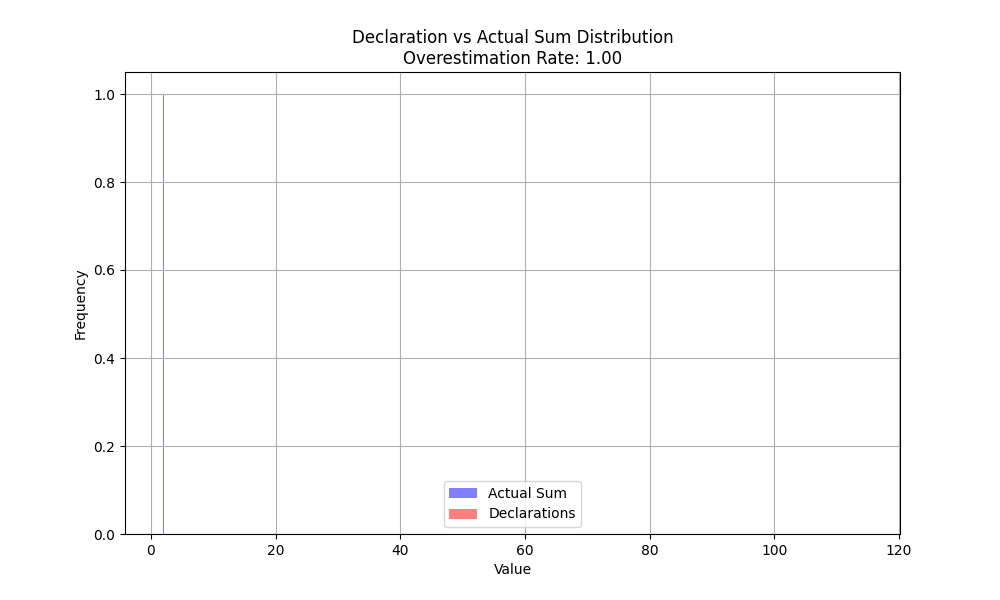 Declaration vs Actual Sum Distribution
Overestimation Rate: 1.00
1.0
0.8
0.6
0.4
0.2
0.0
Frequency
Actual Sum
Declarations
0 20 40 60 80 100 120
Value